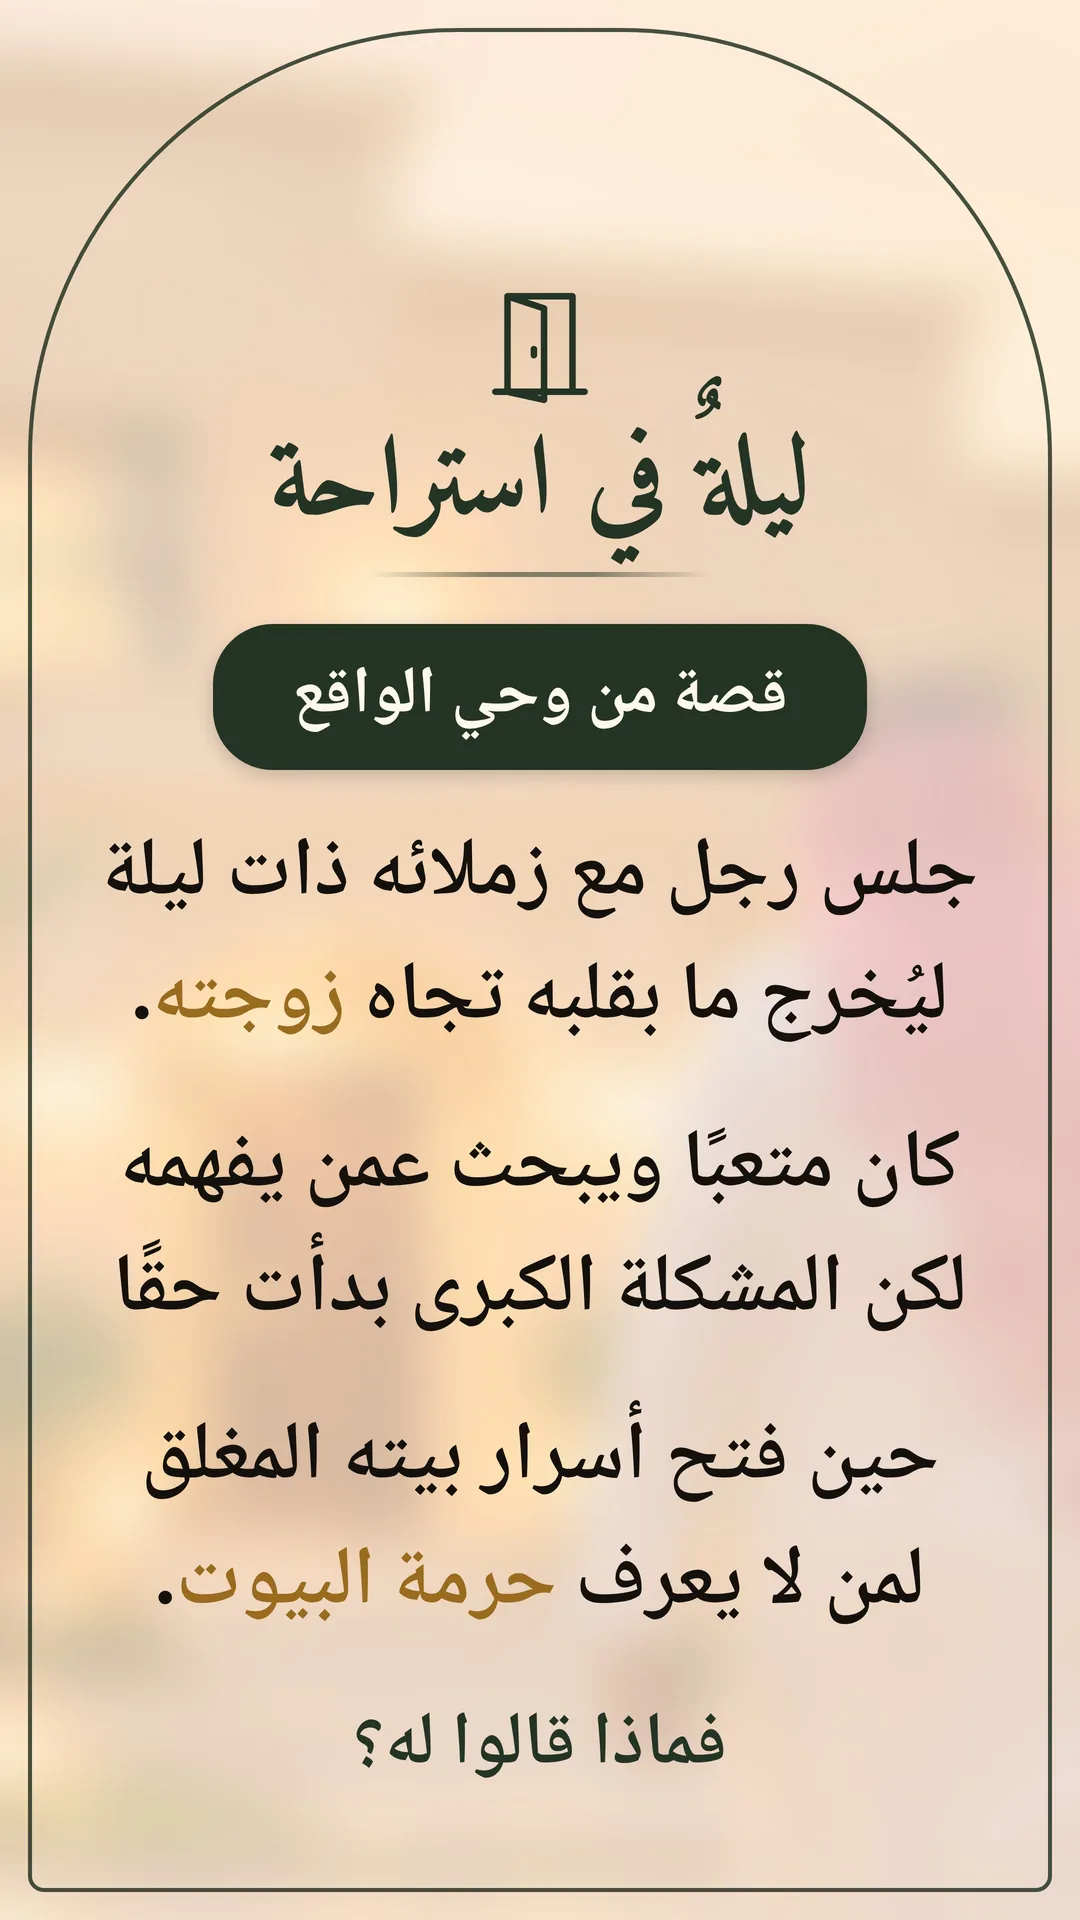 ليلةٌ في استراحة
قصة من وحي الواقع
جلس رجل مع زملائه ذات ليلة
ليُخرج ما بقلبه تجاه زوجته.
كان متعبًا ويبحث عمن يفهمه
لكن المشكلة الكبرى بدأت حقًا
حين فتح أسرار بيته المغلق
لمن لا يعرف حرمة البيوت.
فماذا قالوا له؟